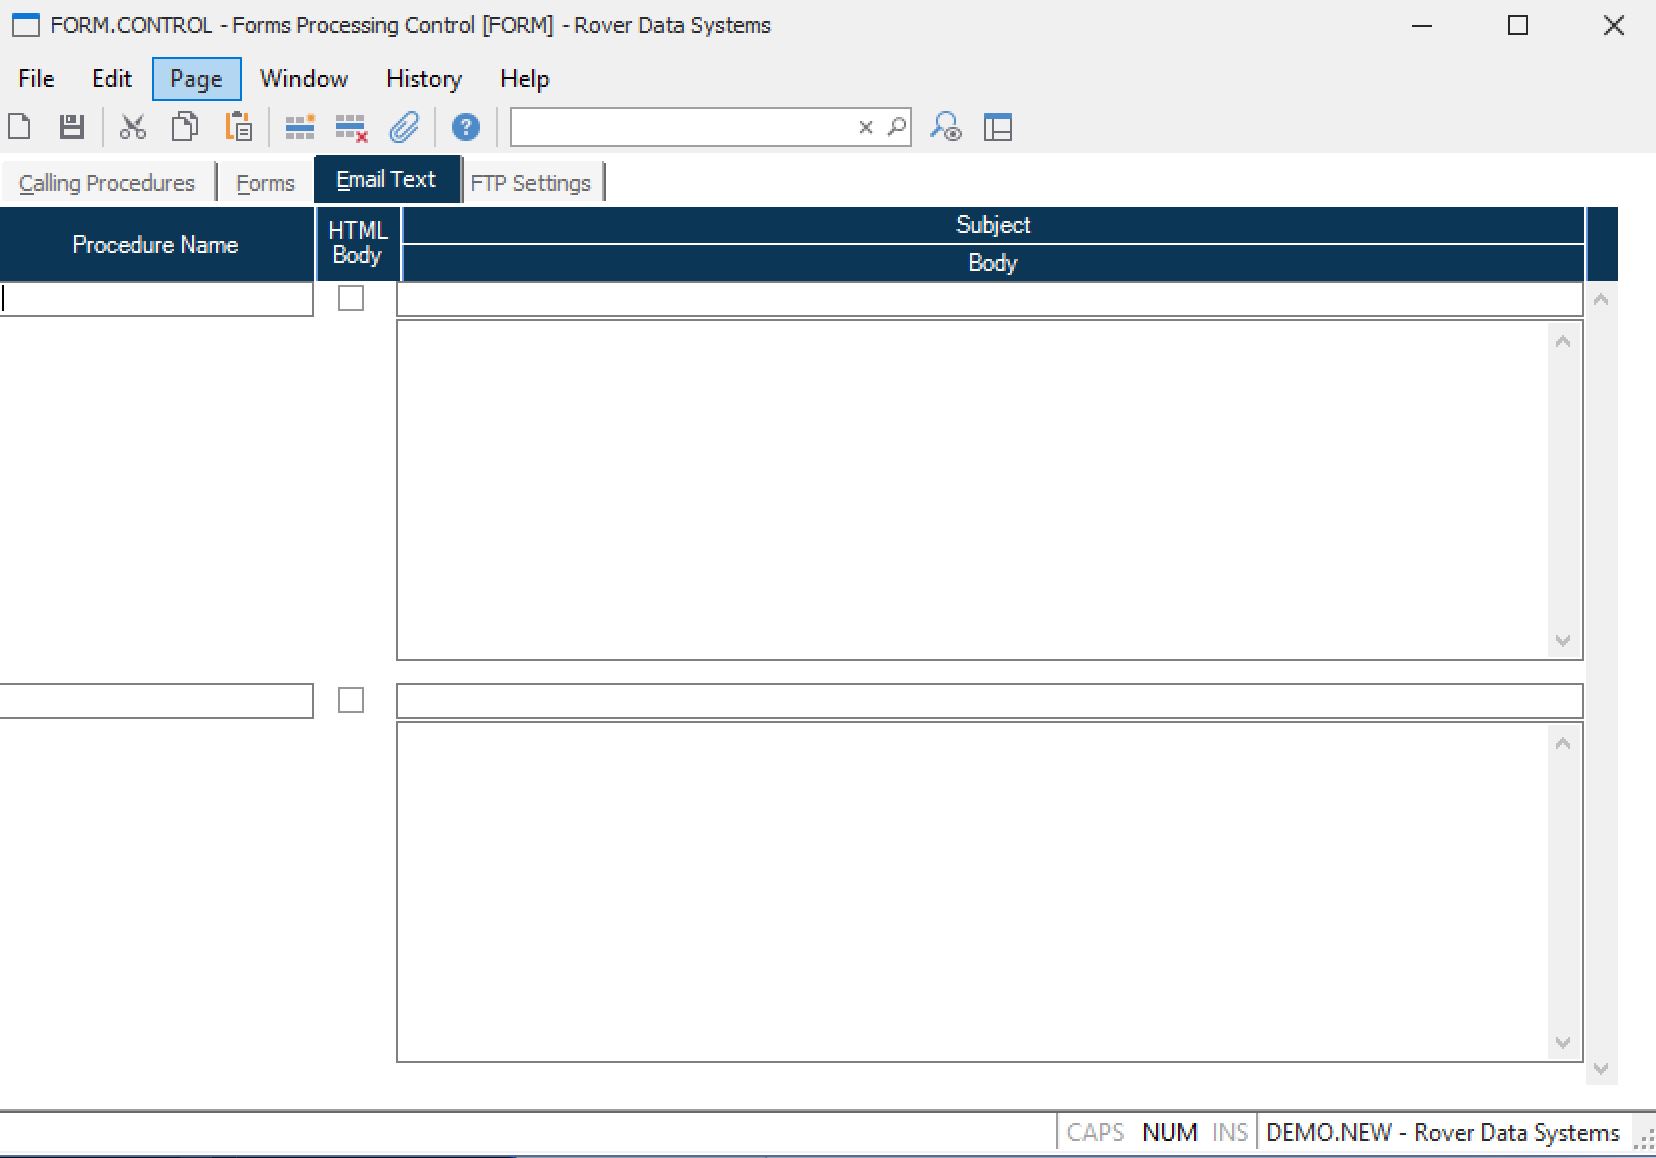 FORM.CONTROL - Forms Processing Control [FORM] - Rover Data Systems
File Edit Page Window History Help
Calling Procedures Forms Email Text FTP Settings
Procedure Name HTML Body Subject
Body
CAPS NUM INS DEMO.NEW - Rover Data Systems